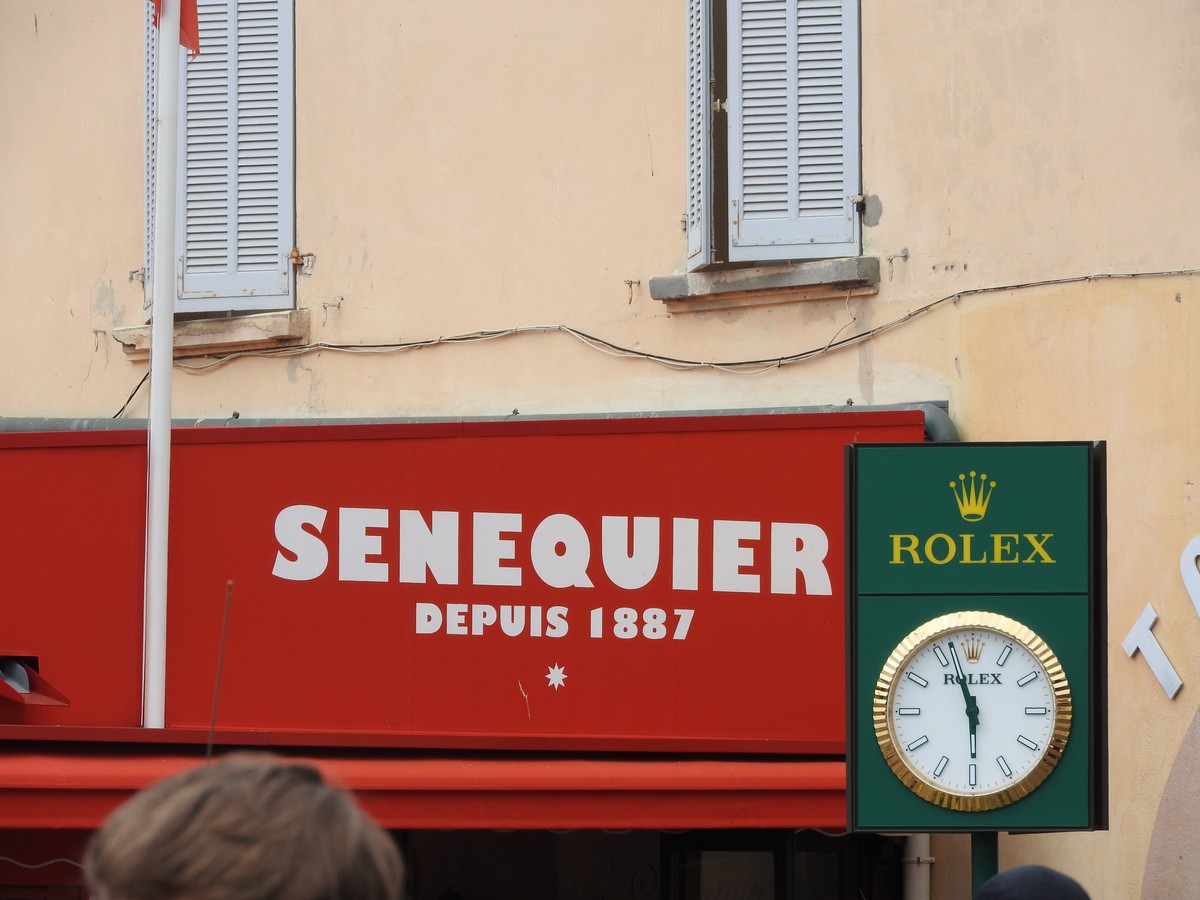 SENEQUIER
DEPUIS 1887
ROLEX
ROLEX
T